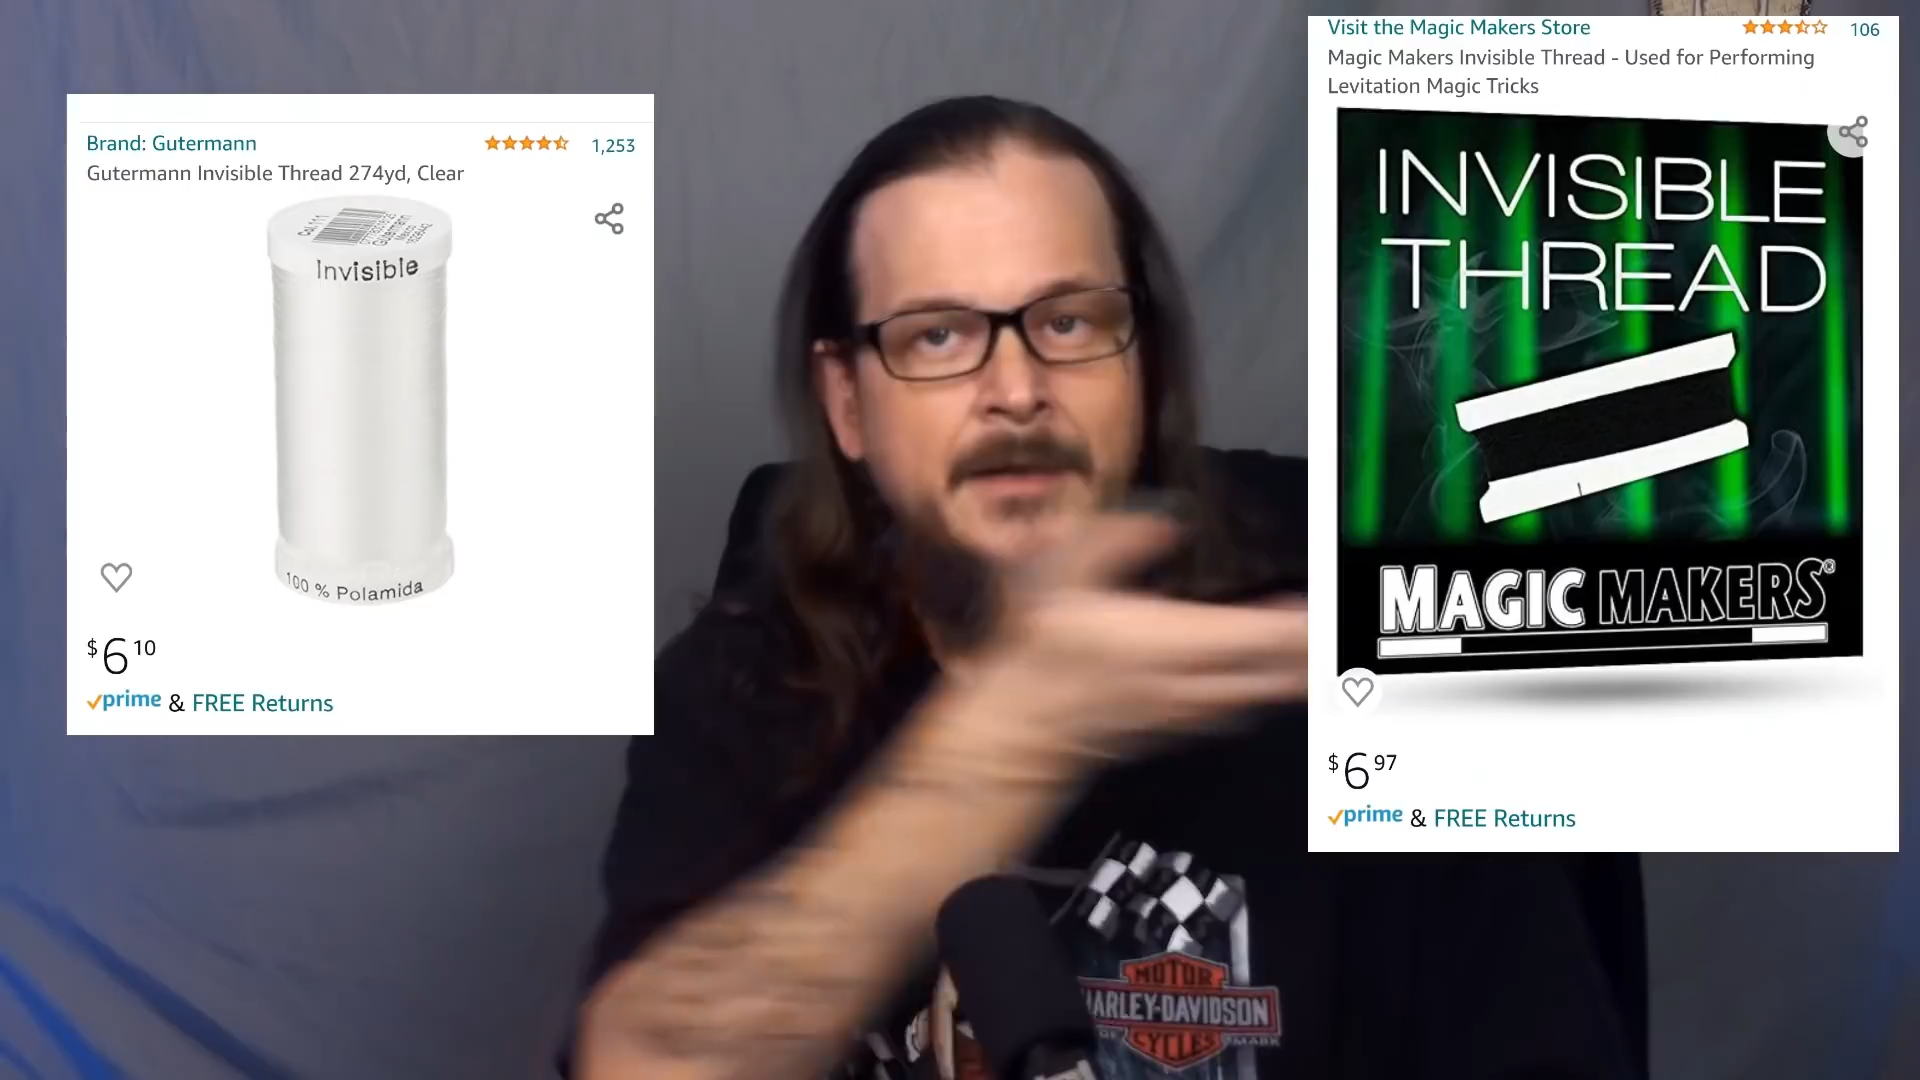 Brand: Gutermann
1,253
Gutermann Invisible Thread 274yd, Clear
Gutermann
Invisible
100 % Polamida
$6 10
prime & FREE Returns
Visit the Magic Makers Store
106
Magic Makers Invisible Thread - Used for Performing
Levitation Magic Tricks
INVISIBLE
THREAD
MAGIC MAKERS®
$6 97
prime & FREE Returns
MOTOR
HARLEY-DAVIDSON
CYCLES